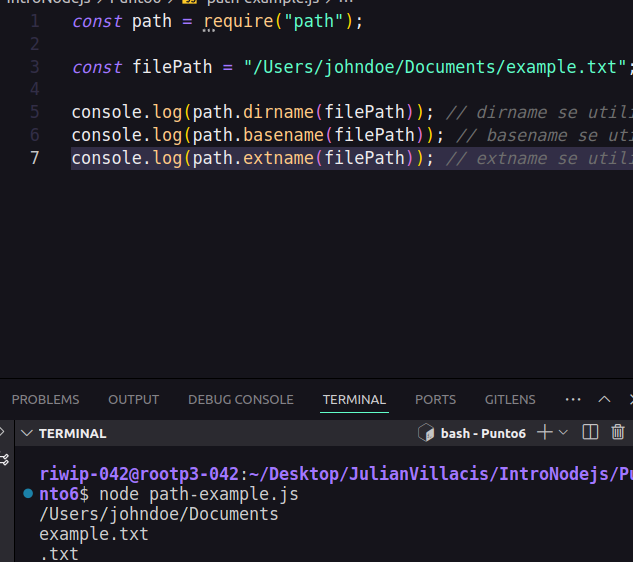 IntroNodejs > Punto6 > path-example.js > ...
1 const path = require("path");
2
3 const filePath = "/Users/johndoe/Documents/example.txt";
4
5 console.log(path.dirname(filePath)); // dirname se utili
6 console.log(path.basename(filePath)); // basename se uti
7 console.log(path.extname(filePath)); // extname se utili
PROBLEMS OUTPUT DEBUG CONSOLE TERMINAL PORTS GITLENS ...
TERMINAL bash - Punto6
riwip-042@rootp3-042:~/Desktop/JulianVillacis/IntroNodejs/Pu
nto6$ node path-example.js
/Users/johndoe/Documents
example.txt
.txt